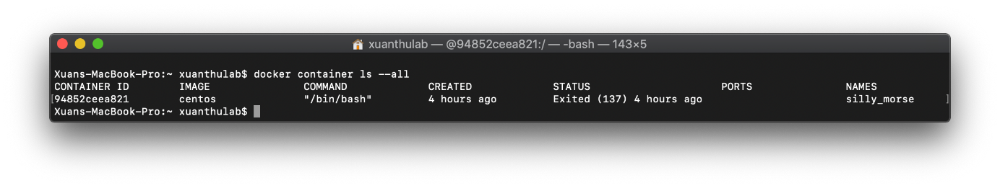 xuanthulab — @94852ceea821:/ — -bash — 143×5
Xuans-MacBook-Pro:~ xuanthulab$ docker container ls --all
CONTAINER ID        IMAGE               COMMAND             CREATED             STATUS                     PORTS               NAMES
[94852ceea821        centos              "/bin/bash"         4 hours ago         Exited (137) 4 hours ago                       silly_morse     ]
Xuans-MacBook-Pro:~ xuanthulab$